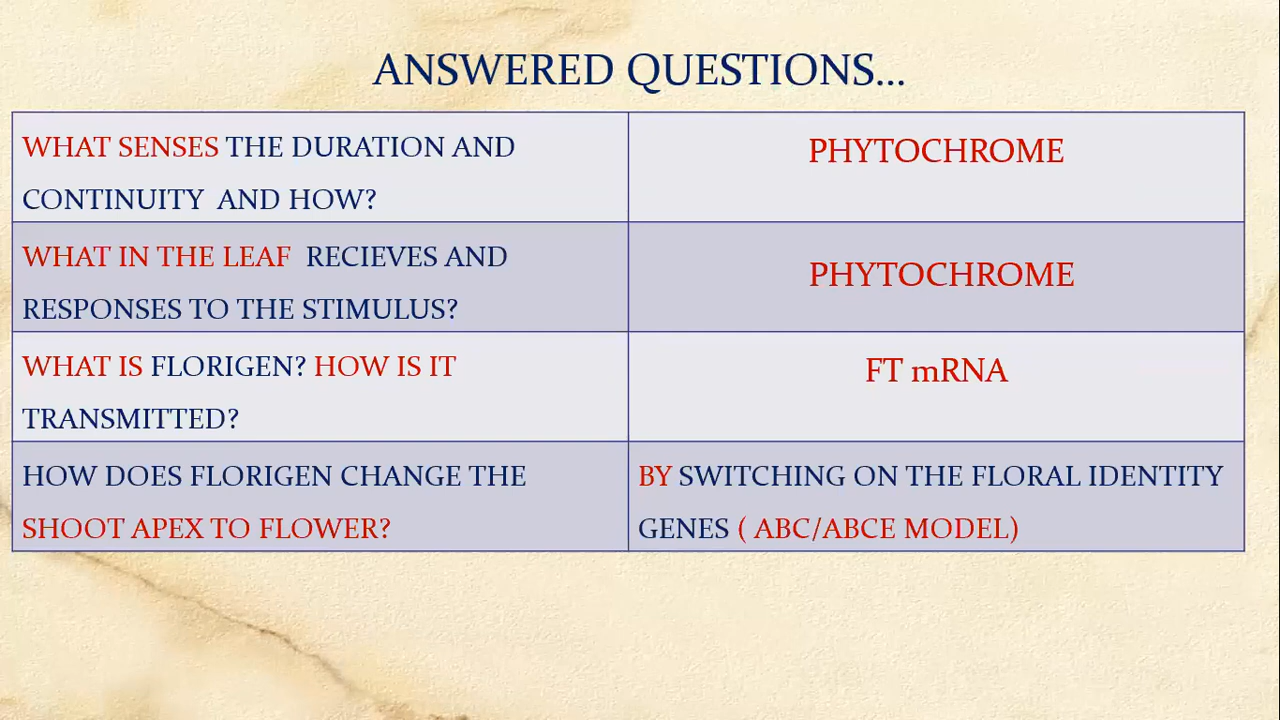 ANSWERED QUESTIONS...
WHAT SENSES THE DURATION AND
CONTINUITY AND HOW?
PHYTOCHROME
WHAT IN THE LEAF RECIEVES AND
RESPONSES TO THE STIMULUS?
PHYTOCHROME
WHAT IS FLORIGEN? HOW IS IT
TRANSMITTED?
FT mRNA
HOW DOES FLORIGEN CHANGE THE
SHOOT APEX TO FLOWER?
BY SWITCHING ON THE FLORAL IDENTITY
GENES ( ABC/ABCE MODEL)